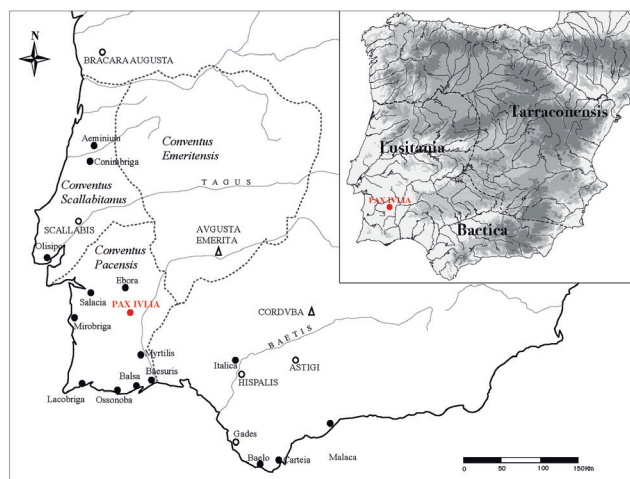 N
BRACARA AUGUSTA
Aeminium
Conimbriga
Conventus
Emeritensis
Conventus
Scallabitanus
TAGUS
SCALLABIS
Olisipo
Conventus
Pacensis
AVGUSTA
EMERITA
Ebora
Salacia
PAX IVLIA
Mirobriga
CORDVBA
BAETIS
Myrtilis
Italica
ASTIGI
Balsa
Baesuris
HISPALIS
Lacobriga
Ossonoba
Gades
Baelo
Carteia
Malaca
0
50
100
150Km
Tarraconensis
Lusitania
PAX IVLIA
Baetica